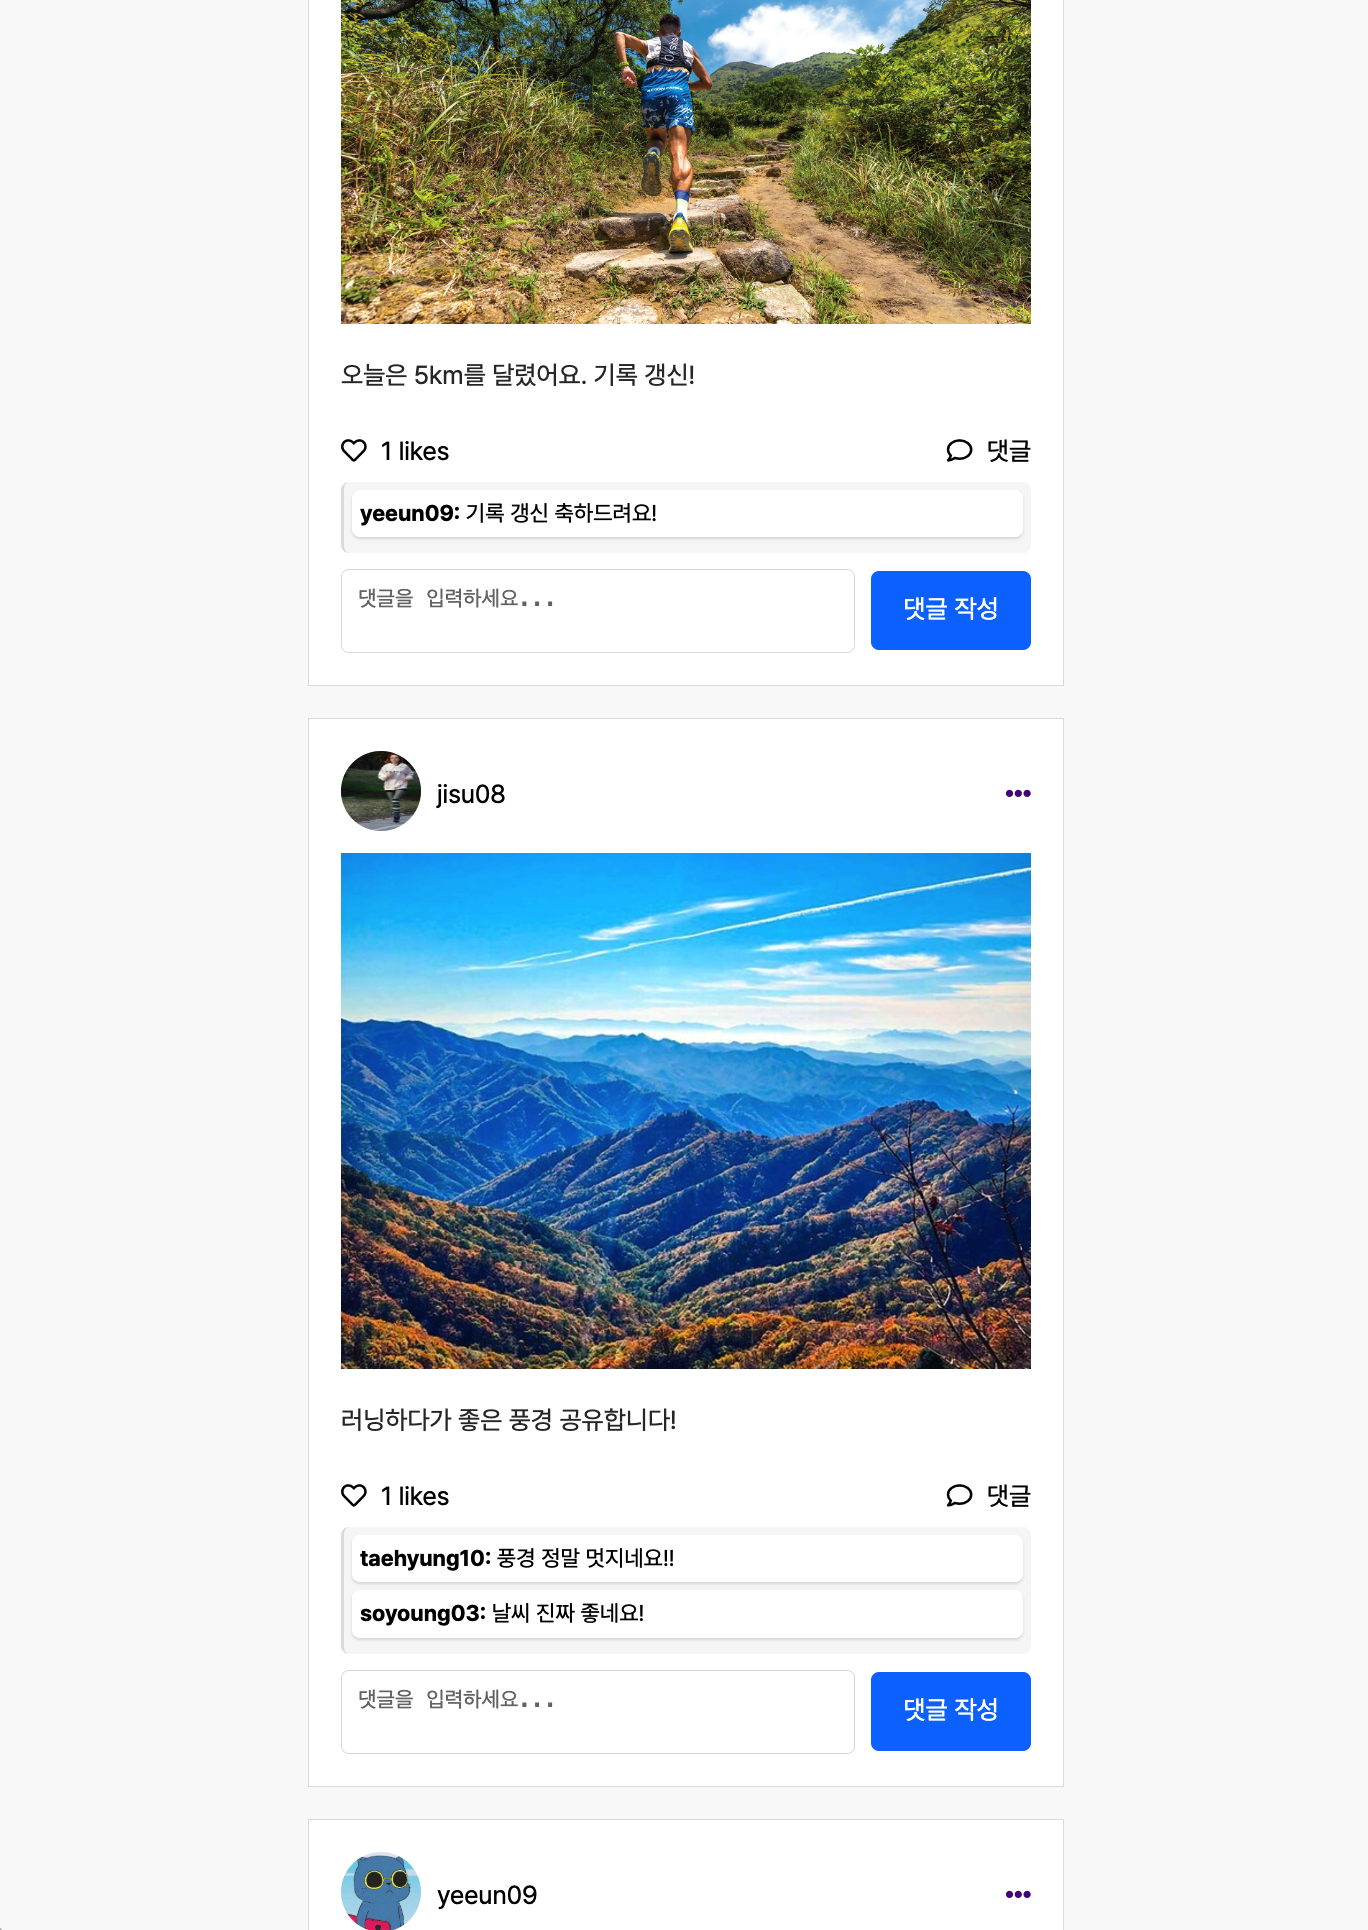 오늘은 5km를 달렸어요. 기록 갱신!
1 likes 댓글
yeeun09: 기록 갱신 축하드려요!
댓글을 입력하세요...
댓글 작성
jisu08
러닝하다가 좋은 풍경 공유합니다!
1 likes 댓글
taehyung10: 풍경 정말 멋지네요!!
soyoung03: 날씨 진짜 좋네요!
댓글을 입력하세요...
댓글 작성
yeeun09